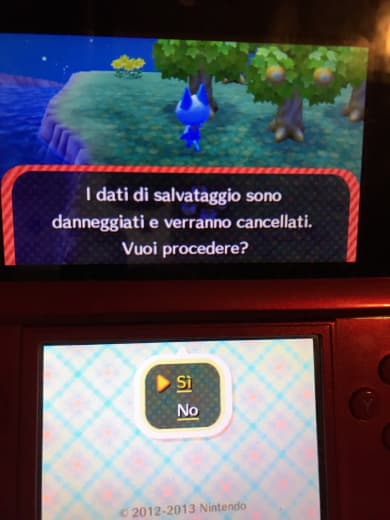 I dati di salvataggio sono
danneggiati e verranno cancellati.
Vuoi procedere?
Sì
No
© 2012-2013 Nintendo
Y